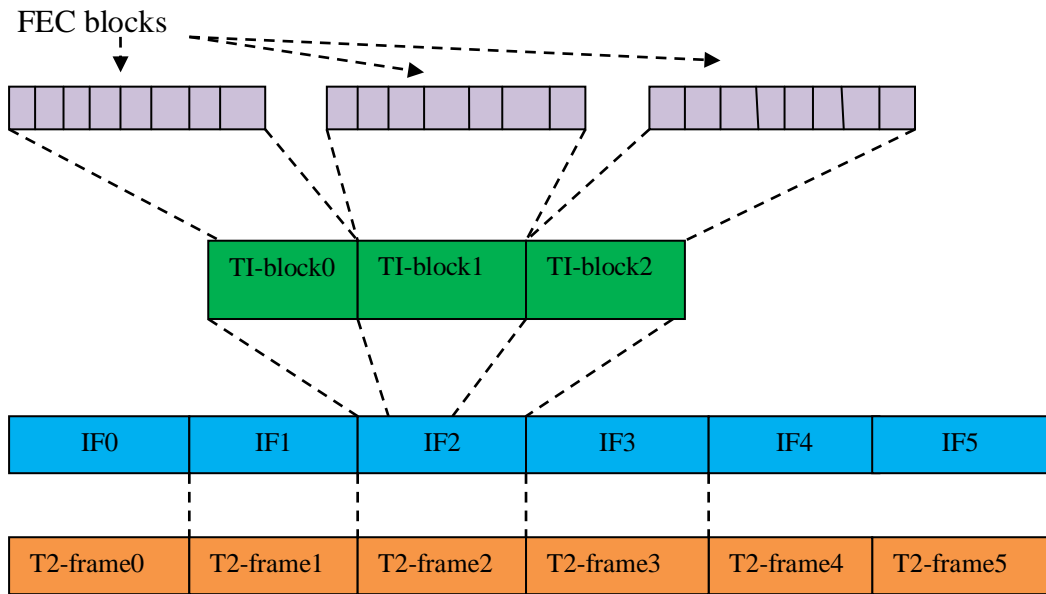 FEC blocks
TI-block0 TI-block1 TI-block2
IF0 IF1 IF2 IF3 IF4 IF5
T2-frame0 T2-frame1 T2-frame2 T2-frame3 T2-frame4 T2-frame5